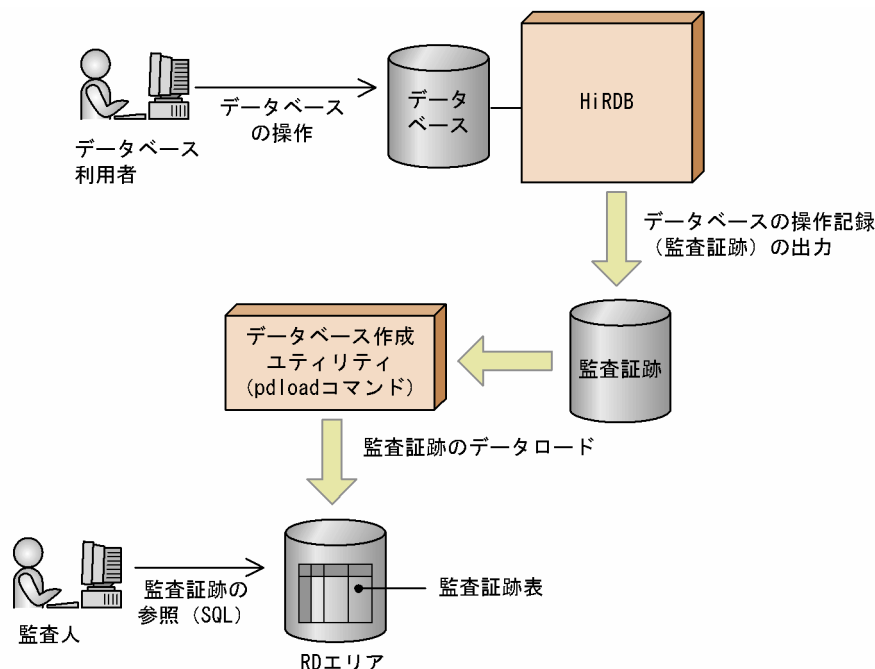 データベース
利用者
データベース
の操作
データ
ベース
HiRDB
データベースの操作記録
（監査証跡）の出力
データベース作成
ユティリティ
(pdloadコマンド)
監査証跡
監査証跡のデータロード
監査人
監査証跡の
参照（SQL）
監査証跡表
RDエリア